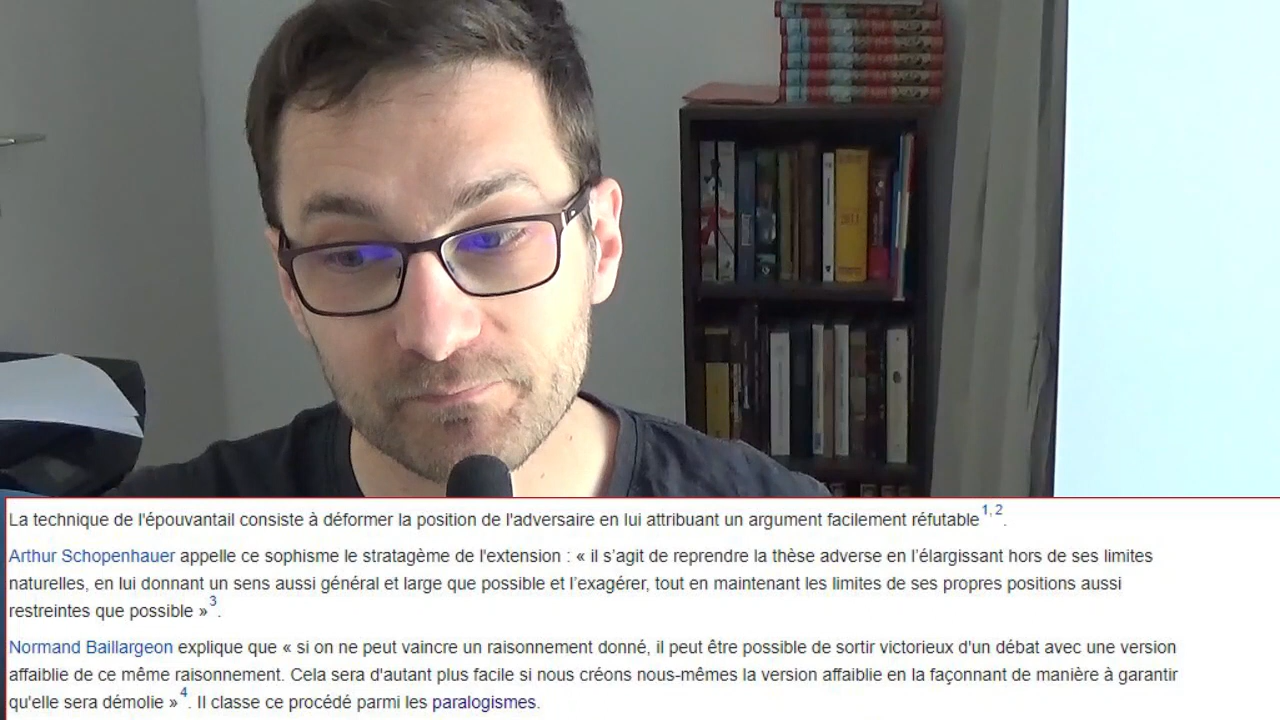 La technique de l'épouvantail consiste à déformer la position de l'adversaire en lui attribuant un argument facilement réfutable1, 2.
Arthur Schopenhauer appelle ce sophisme le stratagème de l'extension : « il s’agit de reprendre la thèse adverse en l’élargissant hors de ses limites
naturelles, en lui donnant un sens aussi général et large que possible et l’exagérer, tout en maintenant les limites de ses propres positions aussi
restreintes que possible »3.
Normand Baillargeon explique que « si on ne peut vaincre un raisonnement donné, il peut être possible de sortir victorieux d'un débat avec une version
affaiblie de ce même raisonnement. Cela sera d'autant plus facile si nous créons nous-mêmes la version affaiblie en la façonnant de manière à garantir
qu'elle sera démolie »4. Il classe ce procédé parmi les paralogismes.